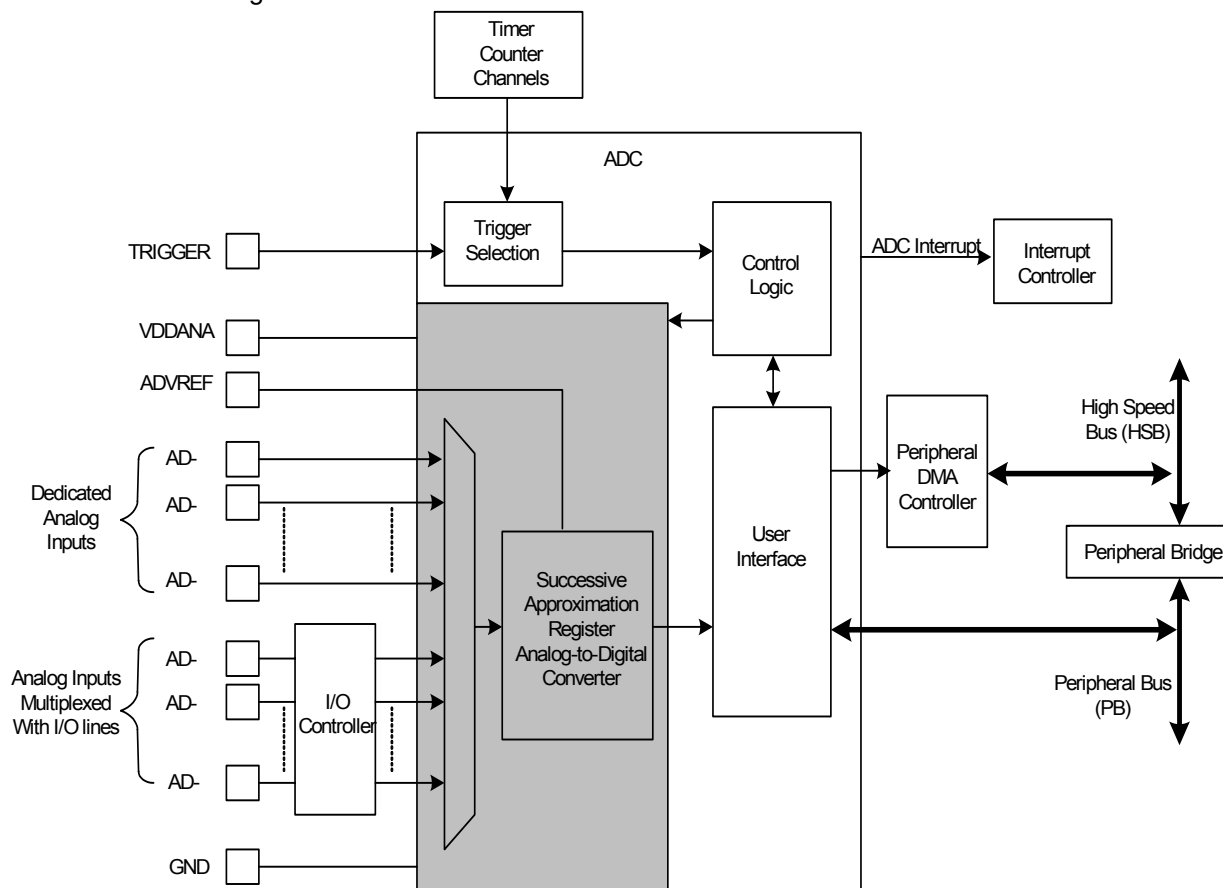 Timer
Counter
Channels
ADC
TRIGGER
Trigger
Selection
Control
Logic
ADC Interrupt
Interrupt
Controller
VDDANA
ADVREF
High Speed
Bus (HSB)
Dedicated
Analog
Inputs
AD-
AD-
AD-
Peripheral
DMA
Controller
User
Interface
Peripheral Bridge
Successive
Approximation
Register
Analog-to-Digital
Converter
Analog Inputs
Multiplexed
With I/O lines
AD-
AD-
AD-
I/O
Controller
Peripheral Bus
(PB)
GND